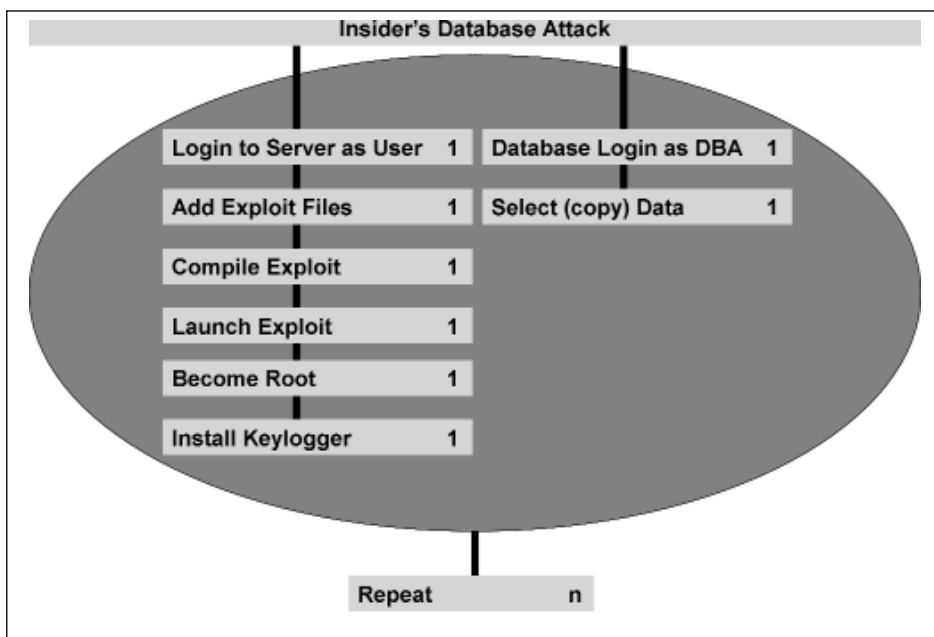 Insider's Database Attack
Login to Server as User 1
Add Exploit Files 1
Compile Exploit 1
Launch Exploit 1
Become Root 1
Install Keylogger 1
Database Login as DBA 1
Select (copy) Data 1
Repeat n